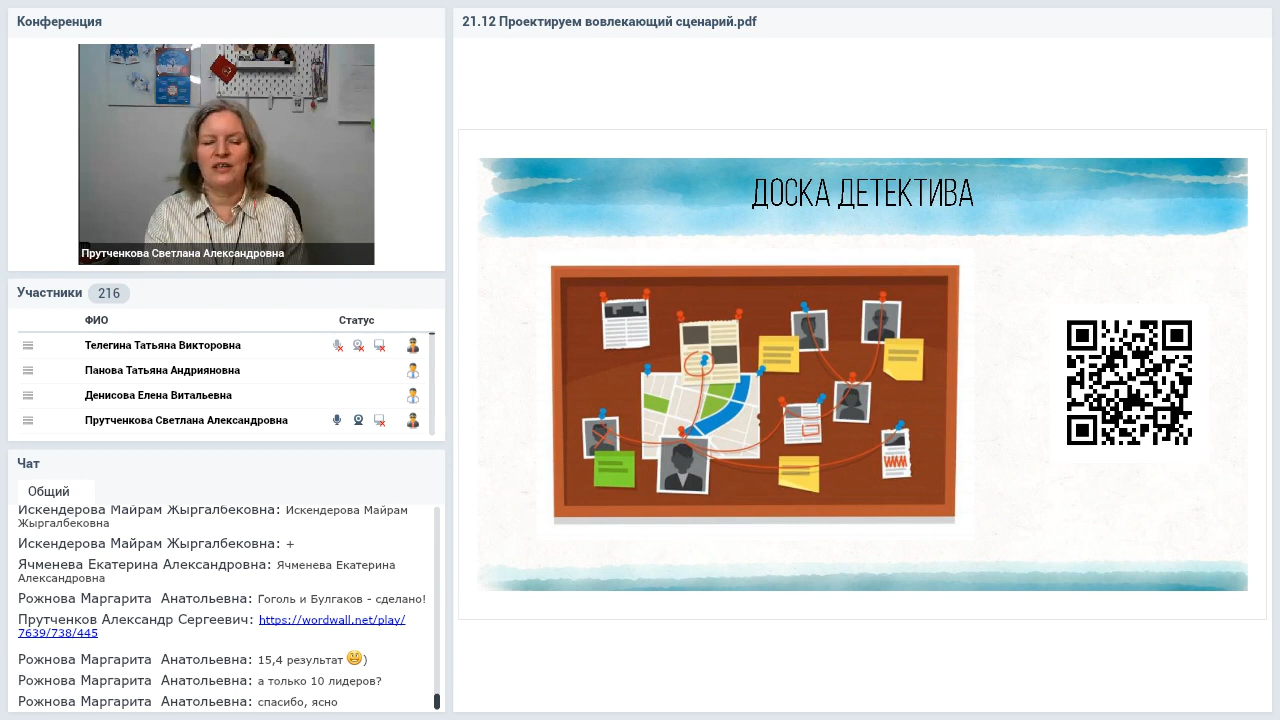 Конференция
Прутченкова Светлана Александровна
Участники 216
ФИО Статус
Телегина Татьяна Викторовна
Панова Татьяна Андрияновна
Денисова Елена Витальевна
Прутченкова Светлана Александровна
Чат
Общий
Искендерова Майрам Жыргалбековна: Искендерова Майрам
Жыргалбековна
Искендерова Майрам Жыргалбековна: +
Ячменева Екатерина Александровна: Ячменева Екатерина
Александровна
Рожнова Маргарита  Анатольевна: Гоголь и Булгаков - сделано!
Прутченков Александр Сергеевич: https://wordwall.net/play/
7639/738/445
Рожнова Маргарита  Анатольевна: 15,4 результат )
Рожнова Маргарита  Анатольевна: а только 10 лидеров?
Рожнова Маргарита  Анатольевна: спасибо, ясно
21.12 Проектируем вовлекающий сценарий.pdf
ДОСКА ДЕТЕКТИВА